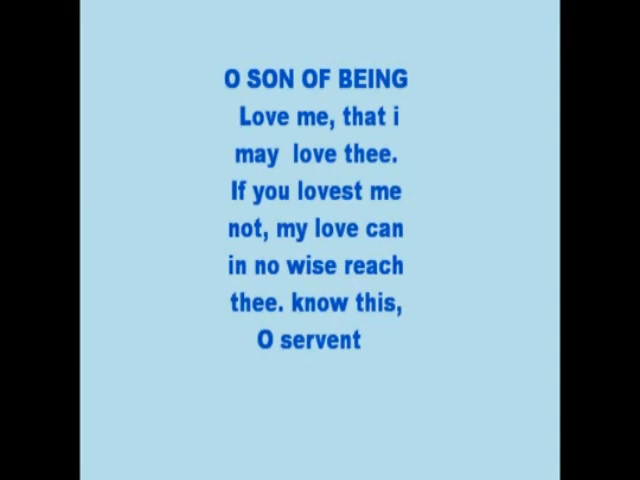 O SON OF BEING
Love me, that i
may love thee.
If you lovest me
not, my love can
in no wise reach
thee. know this,
O servent